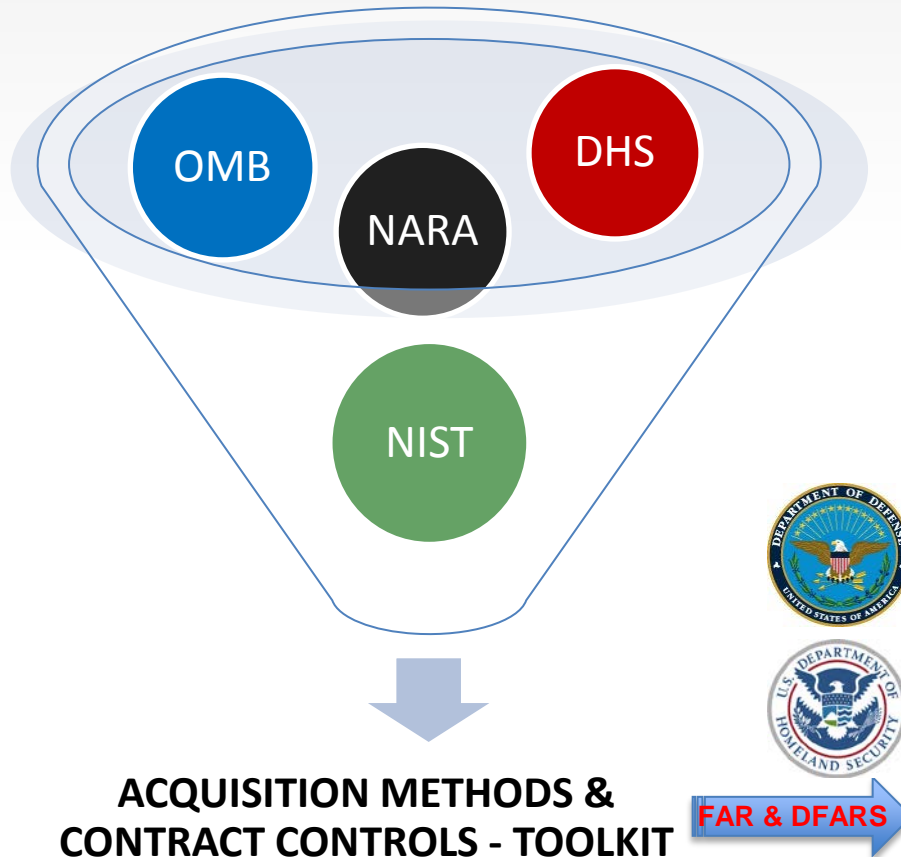 OMB
DHS
NARA
NIST
DEPARTMENT OF DEFENSE
UNITED STATES OF AMERICA
U.S. DEPARTMENT OF
HOMELAND SECURITY
ACQUISITION METHODS &
CONTRACT CONTROLS - TOOLKIT
FAR & DFARS